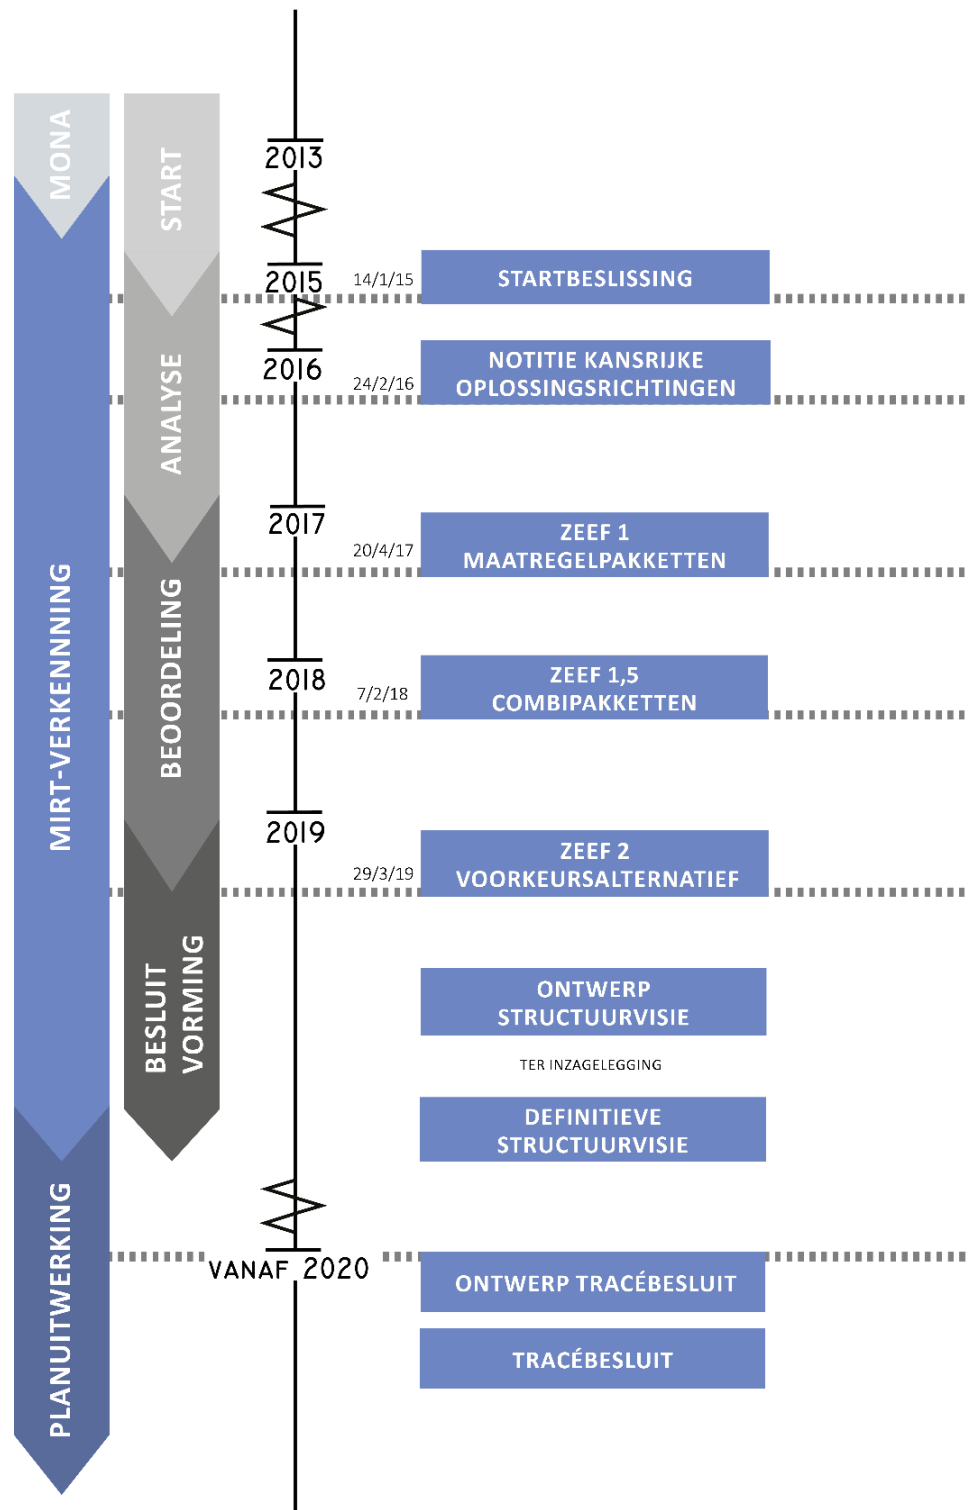 MONA
MIRT-VERKENNNING
PLANUITWERKING
START
ANALYSE
BEOORDELING
BESLUIT
VORMING
2013
2015
14/1/15
STARTBESLISSING
2016
24/2/16
NOTITIE KANSRIJKE
OPLOSSINGSRICHTINGEN
2017
20/4/17
ZEEF 1
MAATREGELPAKKETTEN
2018
7/2/18
ZEEF 1,5
COMBIPAKKETTEN
2019
29/3/19
ZEEF 2
VOORKEURSALTERNATIEF
ONTWERP
STRUCTUURVISIE
TER INZAGELEGGING
DEFINITIEVE
STRUCTUURVISIE
VANAF 2020
ONTWERP TRACÉBESLUIT
TRACÉBESLUIT